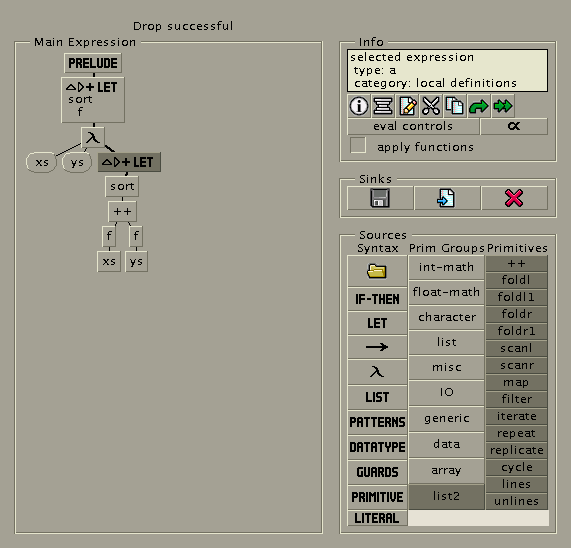 Drop successful
Main Expression
PRELUDE
+ LET
sort
f
λ
xs
ys
+ LET
sort
++
f
f
xs
ys
Info
selected expression
type: a
category: local definitions
eval controls
α
apply functions
Sinks
Sources
Syntax
IF-THEN
LET
→
λ
LIST
PATTERNS
DATATYPE
GUARDS
PRIMITIVE
LITERAL
Prim Groups
int-math
float-math
character
list
misc
IO
generic
data
array
list2
Primitives
++
foldl
foldl1
foldr
foldr1
scanl
scanr
map
filter
iterate
repeat
replicate
cycle
lines
unlines